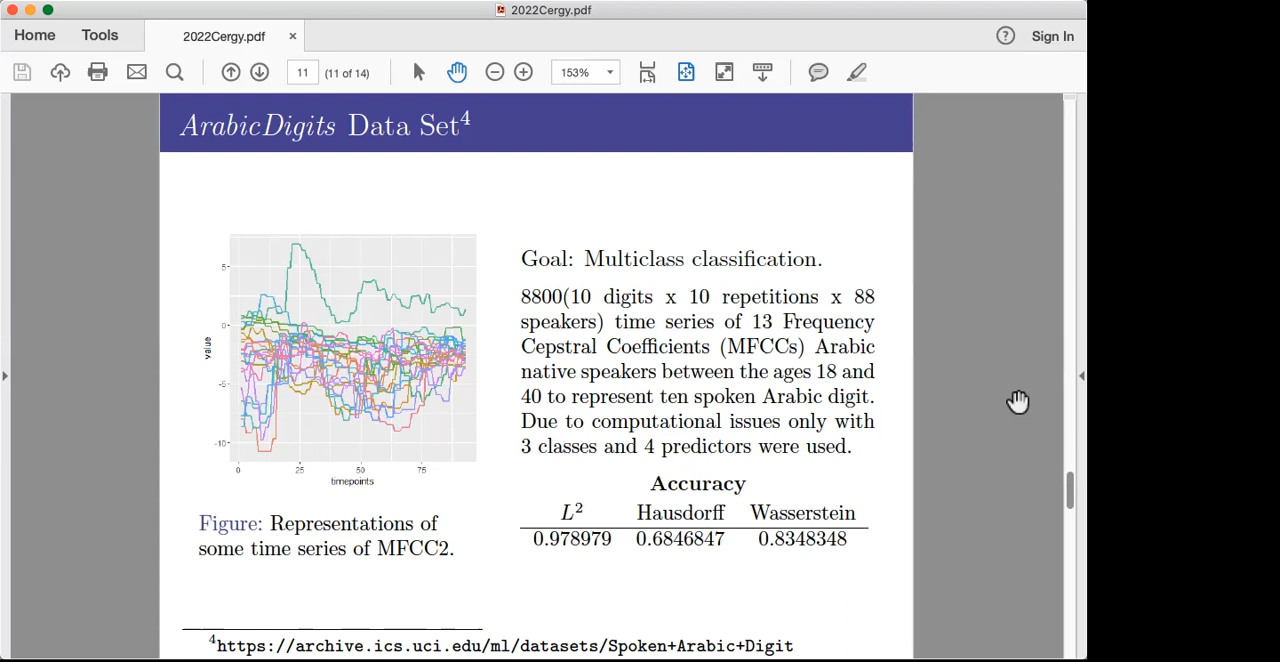 2022Cergy.pdf
Home Tools 2022Cergy.pdf × ? Sign In
11 (11 of 14) 153%
ArabicDigits Data Set4
5
0
-5
-10
value
0 25 50 75
timepoints
Figure: Representations of
some time series of MFCC2.
Goal: Multiclass classification.
8800(10 digits x 10 repetitions x 88
speakers) time series of 13 Frequency
Cepstral Coefficients (MFCCs) Arabic
native speakers between the ages 18 and
40 to represent ten spoken Arabic digit.
Due to computational issues only with
3 classes and 4 predictors were used.
Accuracy
L2 Hausdorff Wasserstein
0.978979 0.6846847 0.8348348
4https://archive.ics.uci.edu/ml/datasets/Spoken+Arabic+Digit